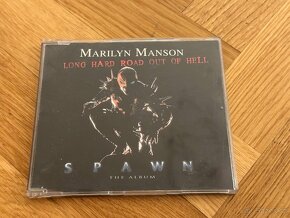 MARILYN MANSON
LONG HARD ROAD OUT OF HELL
SPAWN
THE ALBUM